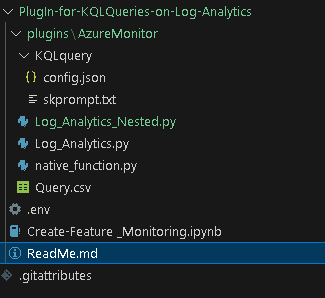 PlugIn-for-KQLQueries-on-Log-Analytics
plugins\AzureMonitor
KQLquery
config.json
skprompt.txt
Log_Analytics_Nested.py
Log_Analytics.py
native_function.py
Query.csv
.env
Create-Feature _Monitoring.ipynb
ReadMe.md
.gitattributes